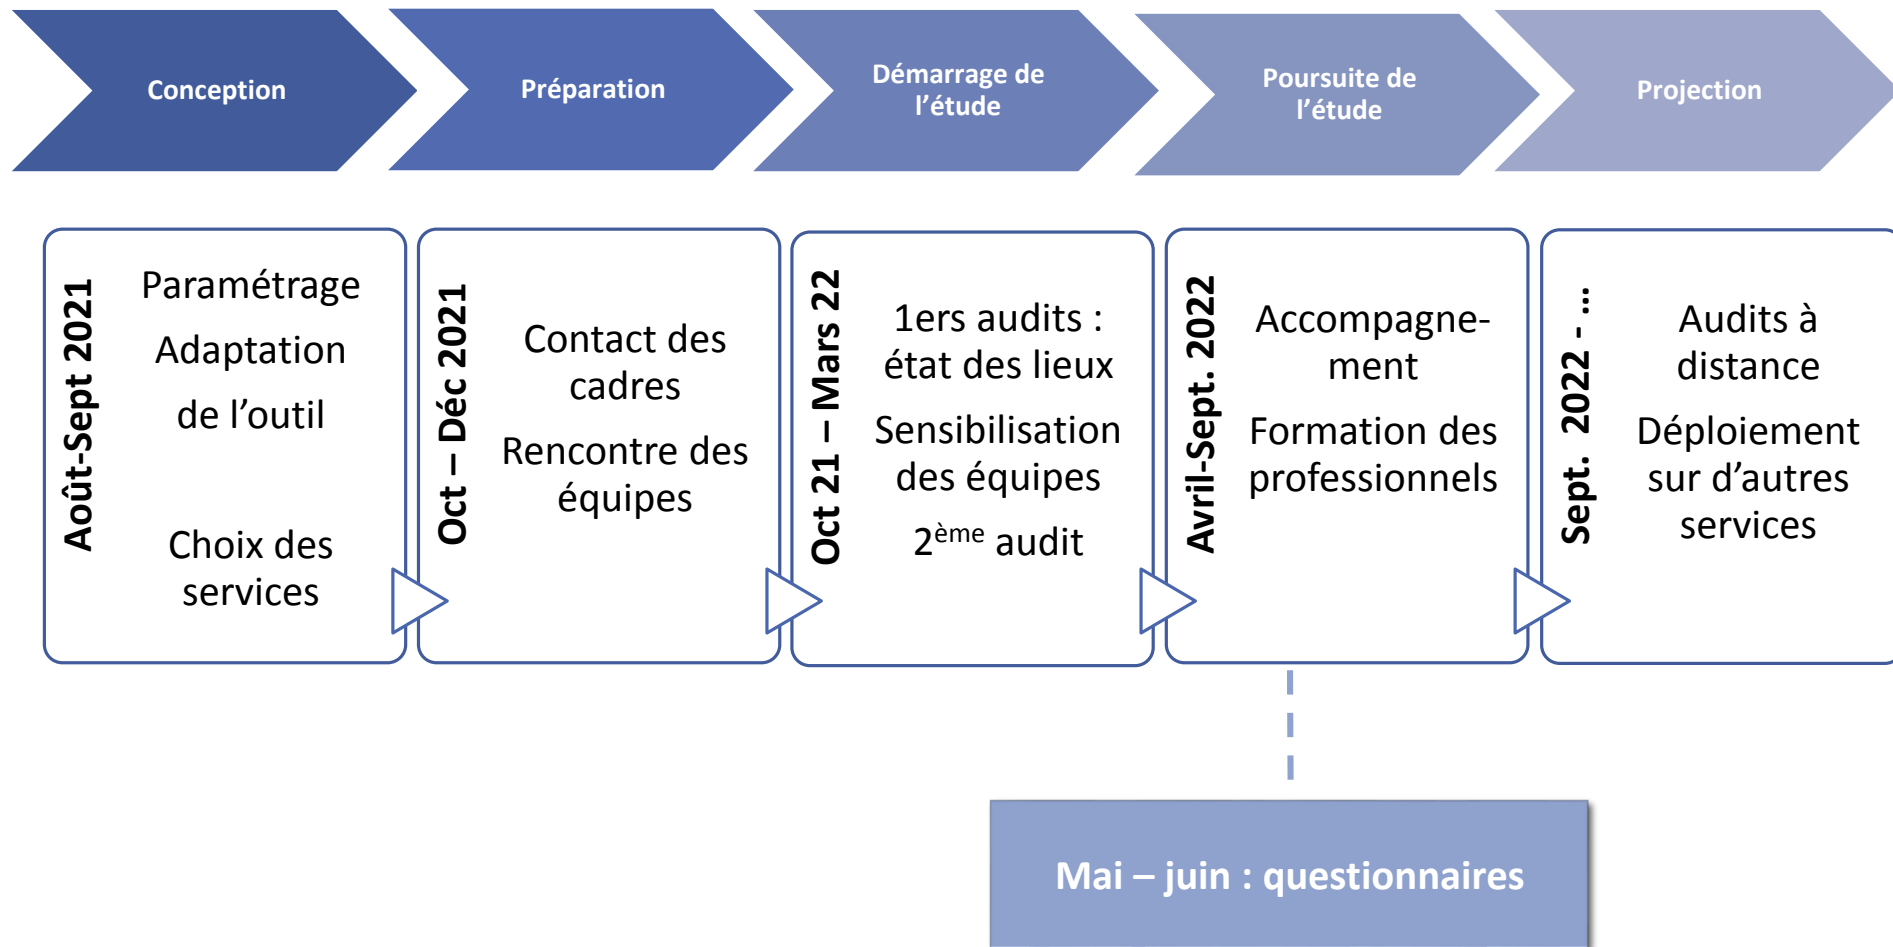 Conception
Préparation
Démarrage de
l’étude
Poursuite de
l’étude
Projection
Août-Sept 2021
Paramétrage
Adaptation
de l’outil
Choix des
services
Oct – Déc 2021
Contact des
cadres
Rencontre des
équipes
Oct 21 – Mars 22
1ers audits :
état des lieux
Sensibilisation
des équipes
2ème audit
Avril-Sept. 2022
Accompagne-
ment
Formation des
professionnels
Sept. 2022 - ...
Audits à
distance
Déploiement
sur d’autres
services
Mai – juin : questionnaires